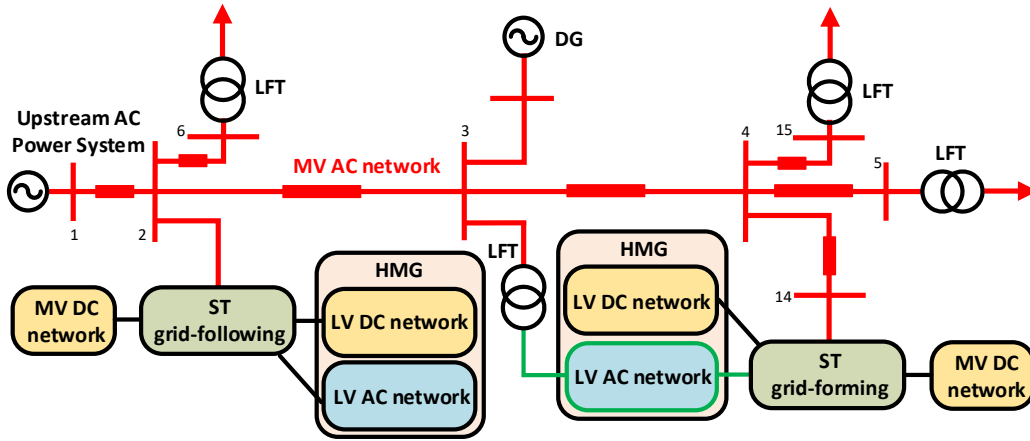 DG
LFT
LFT
Upstream AC
Power System
6
3
4
15
5
LFT
MV AC network
1
2
LFT
HMG
HMG
14
MV DC
network
ST
grid-following
LV DC network
LV AC network
LV DC network
LV AC network
ST
grid-forming
MV DC
network